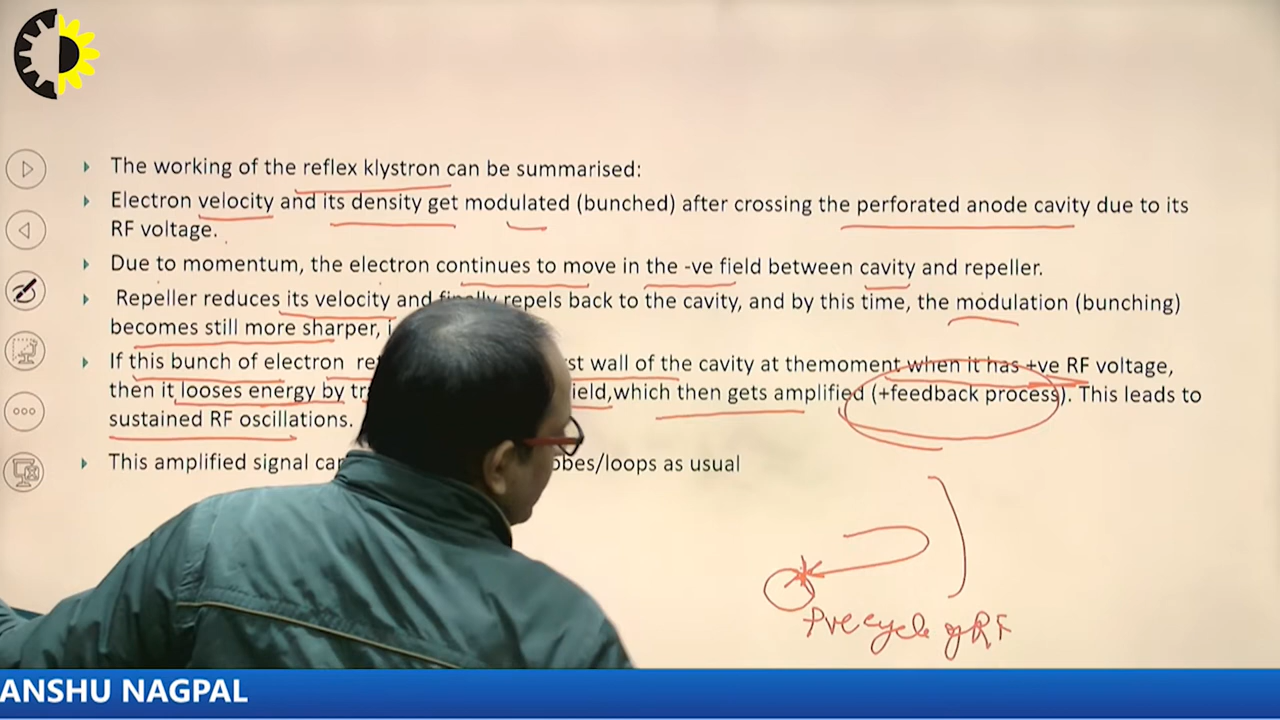 The working of the reflex klystron can be summarised:
Electron velocity and its density get modulated (bunched) after crossing the perforated anode cavity due to its
RF voltage.
Due to momentum, the electron continues to move in the -ve field between cavity and repeller.
Repeller reduces its velocity and finally repels back to the cavity, and by this time, the modulation (bunching)
becomes still more sharper,
If this bunch of electron wall of the cavity at themoment when it has +ve RF voltage,
then it looses energy by which then gets amplified (+feedback process). This leads to
sustained RF oscillations.
This amplified signal as usual
+ve cycle of RF
ANSHU NAGPAL